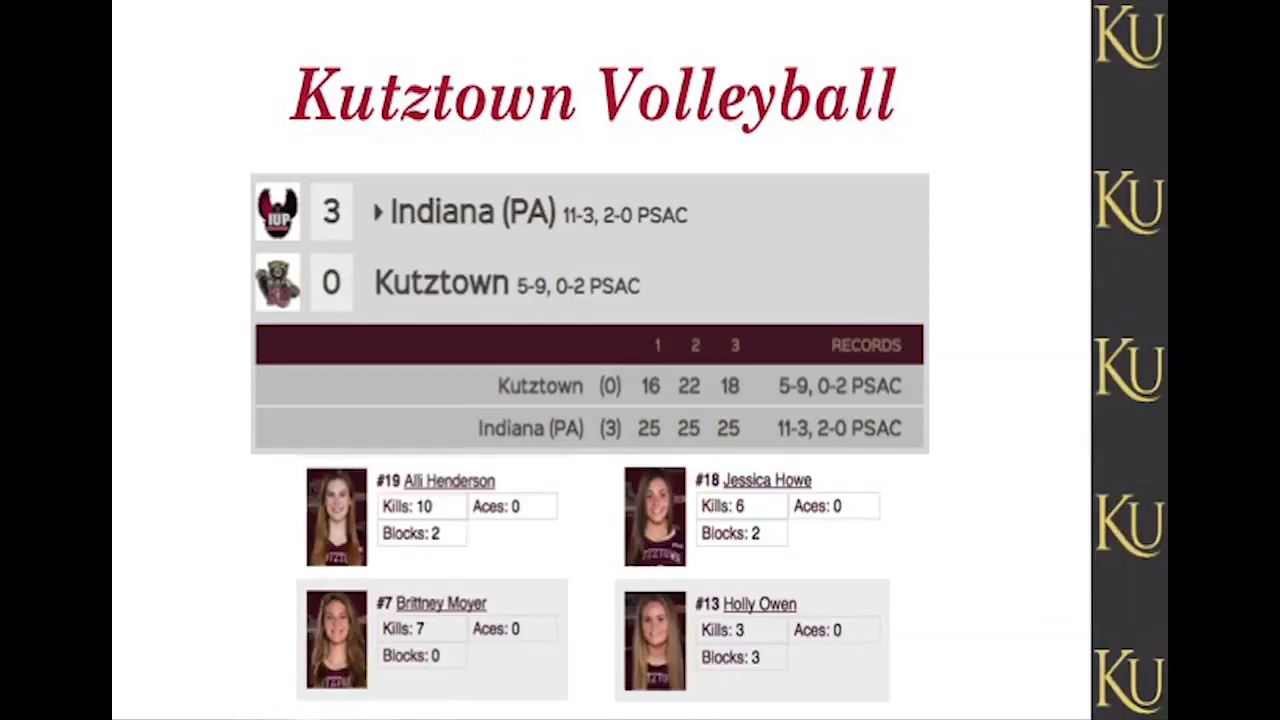 Kutztown Volleyball
IUP
3
Indiana (PA) 11-3, 2-0 PSAC
0
Kutztown 5-9, 0-2 PSAC
1 2 3 RECORDS
Kutztown (0) 16 22 18 5-9, 0-2 PSAC
Indiana (PA) (3) 25 25 25 11-3, 2-0 PSAC
#19 Alli Henderson
Kills: 10 Aces: 0
Blocks: 2
#18 Jessica Howe
Kills: 6 Aces: 0
Blocks: 2
#7 Brittney Moyer
Kills: 7 Aces: 0
Blocks: 0
#13 Holly Owen
Kills: 3 Aces: 0
Blocks: 3
KU
KU
KU
KU
KU